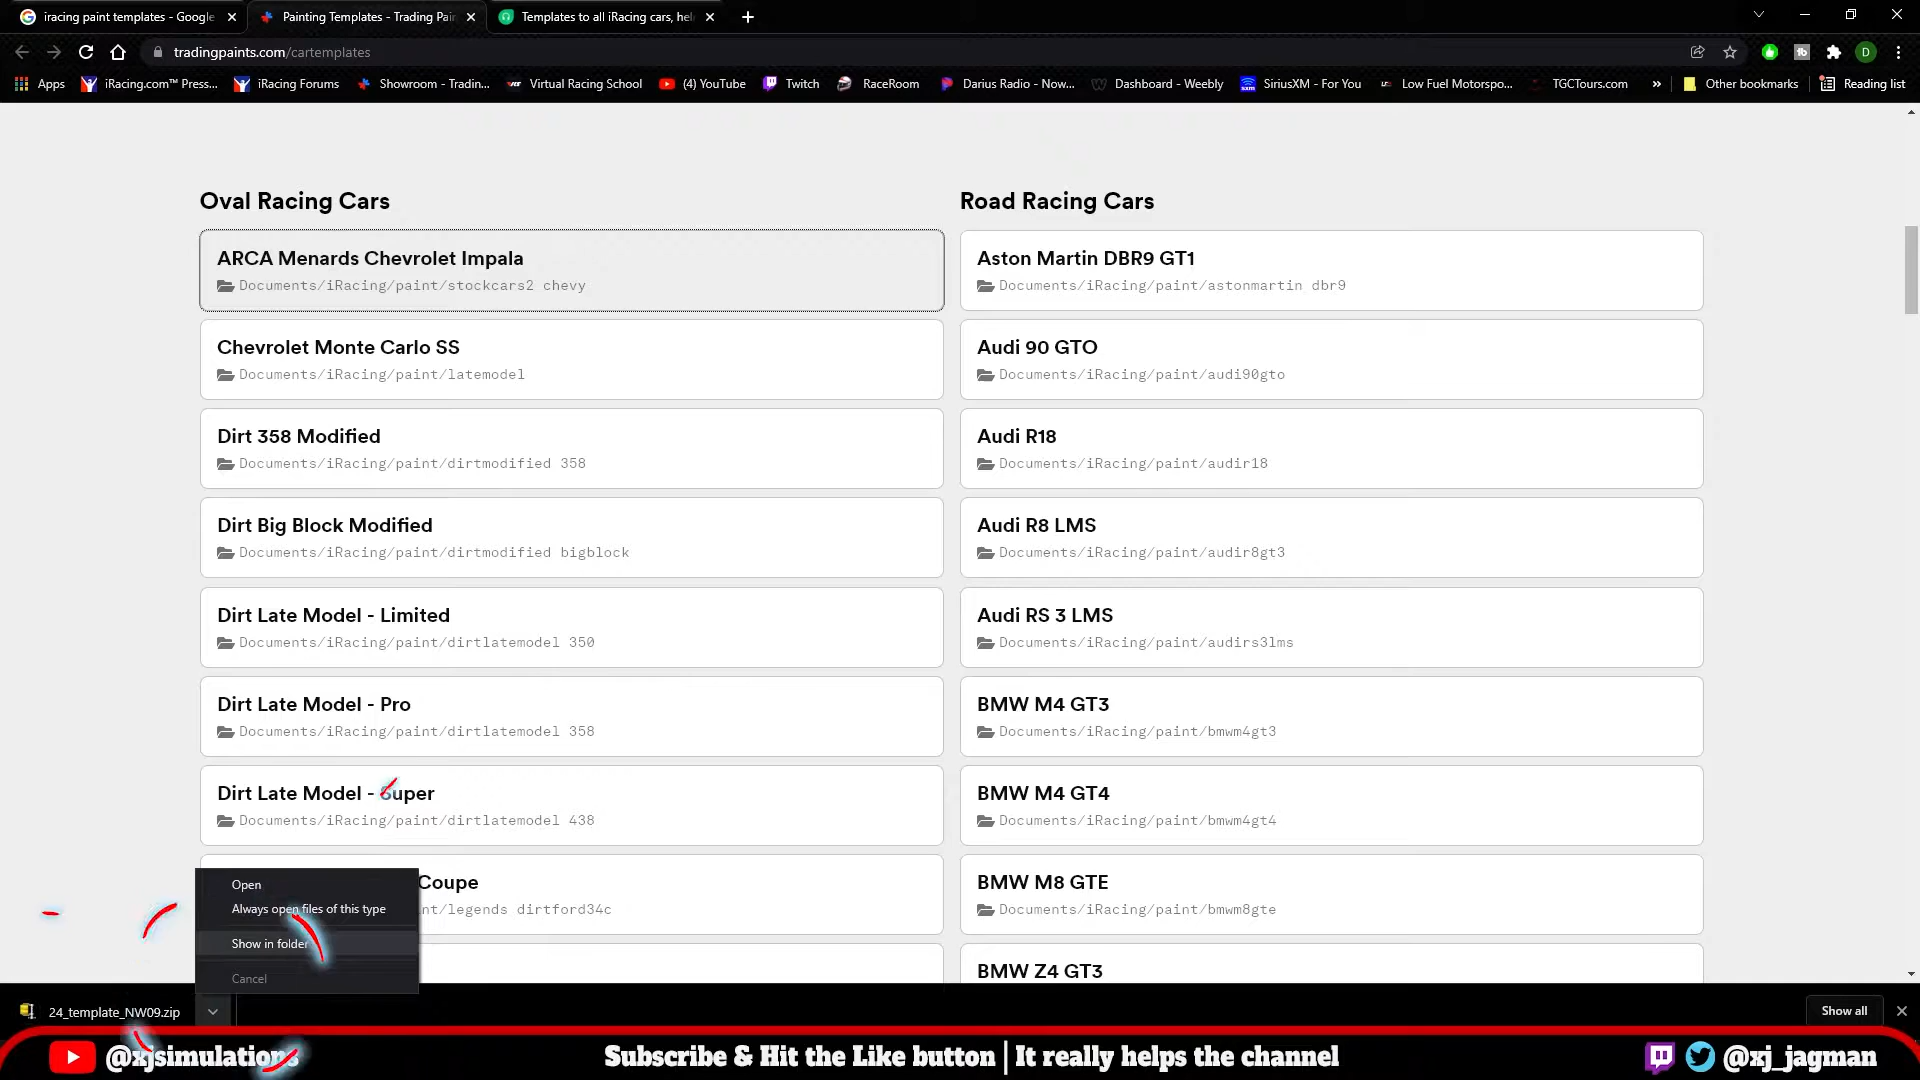 iracing paint templates - Google
Painting Templates - Trading Pai
Templates to all iRacing cars, hel
tradingpaints.com/cartemplates
D
Apps
iRacing.com™ Press...
iRacing Forums
Showroom - Tradin...
Virtual Racing School
(4) YouTube
Twitch
RaceRoom
Darius Radio - Now...
Dashboard - Weebly
SiriusXM - For You
Low Fuel Motorspo...
TGCTours.com
»
Other bookmarks
Reading list
Oval Racing Cars
ARCA Menards Chevrolet Impala
Documents/iRacing/paint/stockcars2 chevy
Chevrolet Monte Carlo SS
Documents/iRacing/paint/latemodel
Dirt 358 Modified
Documents/iRacing/paint/dirtmodified 358
Dirt Big Block Modified
Documents/iRacing/paint/dirtmodified bigblock
Dirt Late Model - Limited
Documents/iRacing/paint/dirtlatemodel 350
Dirt Late Model - Pro
Documents/iRacing/paint/dirtlatemodel 358
Dirt Late Model - Super
Documents/iRacing/paint/dirtlatemodel 438
Coupe
nt/legends dirtford34c
Road Racing Cars
Aston Martin DBR9 GT1
Documents/iRacing/paint/astonmartin dbr9
Audi 90 GTO
Documents/iRacing/paint/audi90gto
Audi R18
Documents/iRacing/paint/audir18
Audi R8 LMS
Documents/iRacing/paint/audir8gt3
Audi RS 3 LMS
Documents/iRacing/paint/audirs3lms
BMW M4 GT3
Documents/iRacing/paint/bmwm4gt3
BMW M4 GT4
Documents/iRacing/paint/bmwm4gt4
BMW M8 GTE
Documents/iRacing/paint/bmwm8gte
BMW Z4 GT3
Open
Always open files of this type
Show in folder
Cancel
24_template_NW09.zip
Show all
@xjsimulations
Subscribe & Hit the Like button | It really helps the channel
@xj_jagman